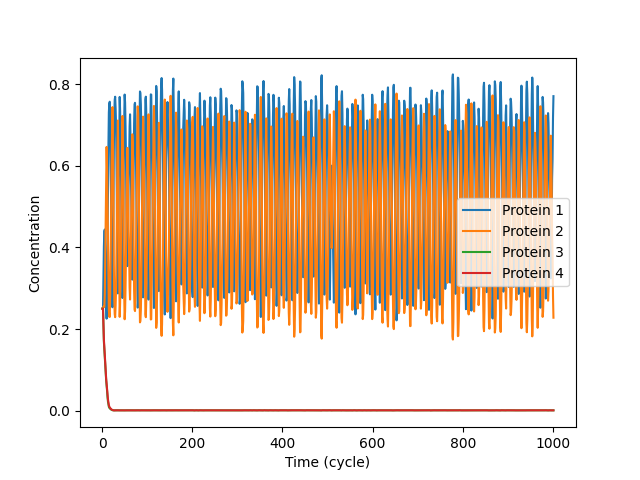 0.8
0.6
0.4
0.2
0.0
Concentration
Protein 1
Protein 2
Protein 3
Protein 4
0
200
400
600
800
1000
Time (cycle)